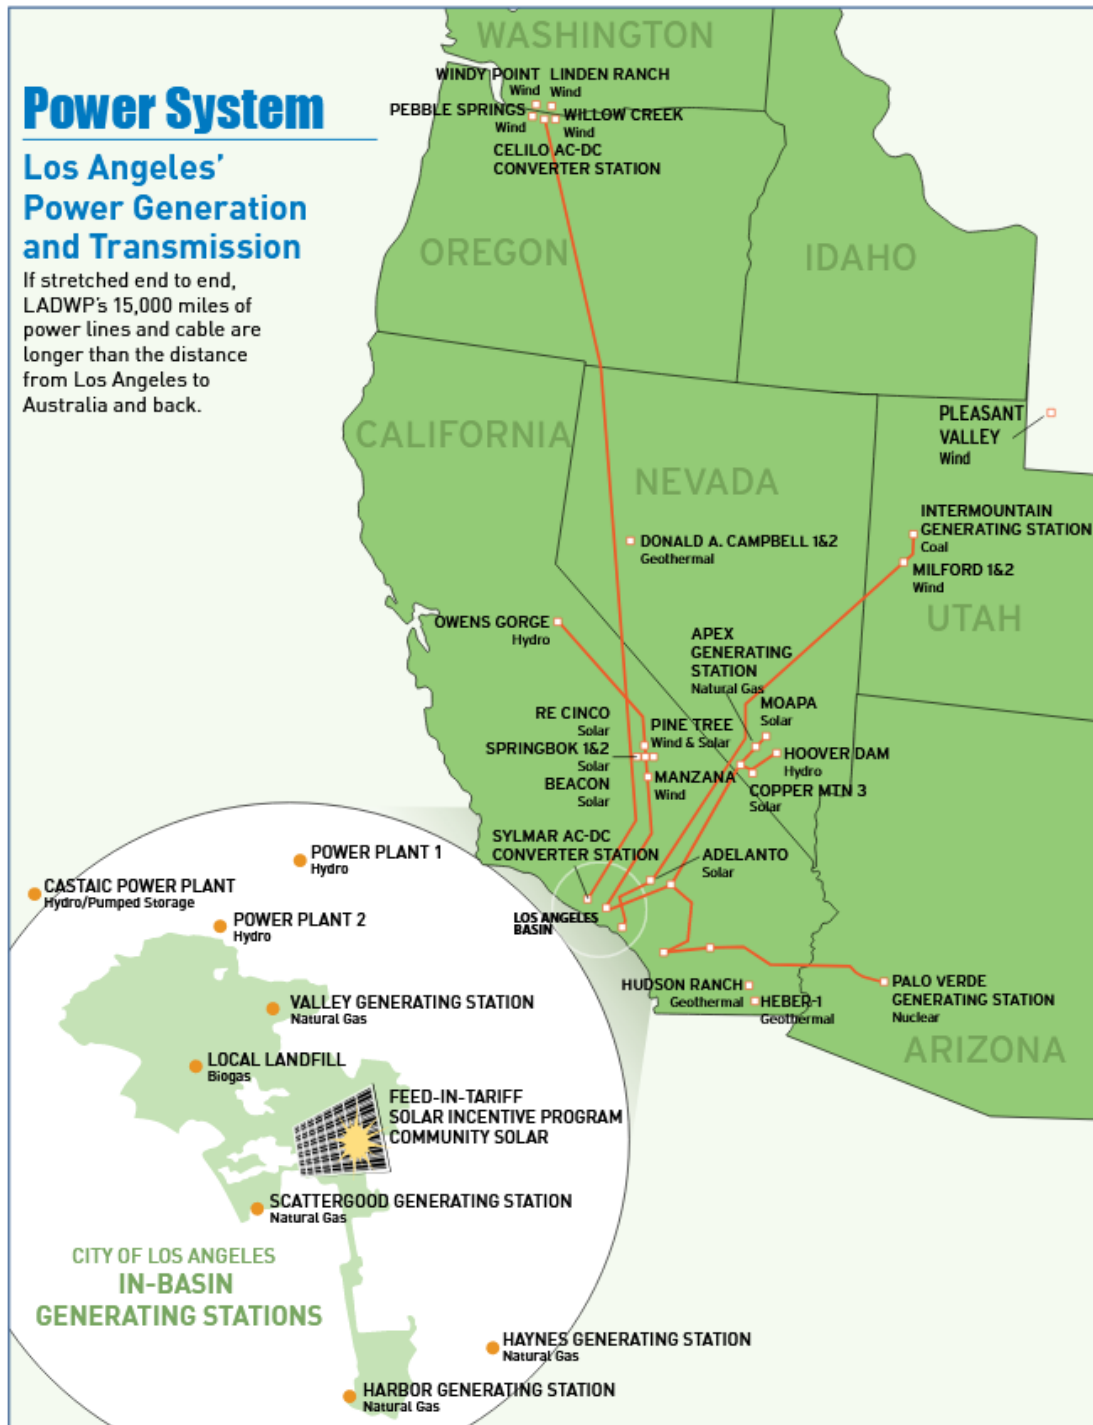 Power System
Los Angeles'
Power Generation
and Transmission
If stretched end to end,
LADWP's 15,000 miles of
power lines and cable are
longer than the distance
from Los Angeles to
Australia and back.
WASHINGTON
WINDY POINT
Wind
LINDEN RANCH
Wind
PEBBLE SPRINGS
Wind
WILLOW CREEK
Wind
CELILO AC-DC
CONVERTER STATION
OREGON
IDAHO
CALIFORNIA
NEVADA
PLEASANT
VALLEY
Wind
INTERMOUNTAIN
GENERATING STATION
Coal
DONALD A. CAMPBELL 1&2
Geothermal
MILFORD 1&2
Wind
UTAH
OWENS GORGE
Hydro
APEX
GENERATING
STATION
Natural Gas
MOAPA
Solar
RE CINCO
Solar
PINE TREE
Wind & Solar
SPRINGBOK 1&2
Solar
HOOVER DAM
Hydro
BEACON
Solar
MANZANA
Wind
COPPER MTN 3
Solar
SYLMAR AC-DC
CONVERTER STATION
ADELANTO
Solar
LOS ANGELES
BASIN
HUDSON RANCH
Geothermal
HEBER-1
Geothermal
PALO VERDE
GENERATING STATION
Nuclear
ARIZONA
POWER PLANT 1
Hydro
CASTAIC POWER PLANT
Hydro/Pumped Storage
POWER PLANT 2
Hydro
VALLEY GENERATING STATION
Natural Gas
LOCAL LANDFILL
Biogas
FEED-IN-TARIFF
SOLAR INCENTIVE PROGRAM
COMMUNITY SOLAR
SCATTERGOOD GENERATING STATION
Natural Gas
CITY OF LOS ANGELES
IN-BASIN
GENERATING STATIONS
HAYNES GENERATING STATION
Natural Gas
HARBOR GENERATING STATION
Natural Gas